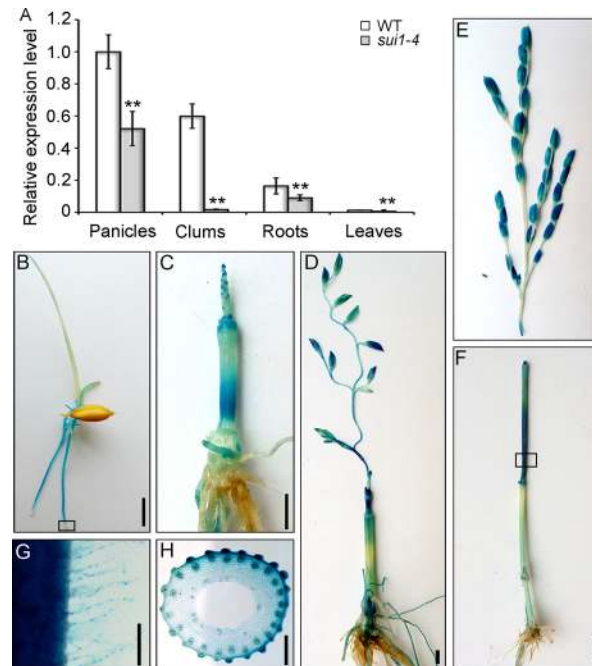 A
WT
sui1-4
Relative expression level
1.2
1.0
0.8
0.6
0.4
0.2
0
**
**
**
**
Panicles
Clums
Roots
Leaves
B
C
D
E
F
G
H